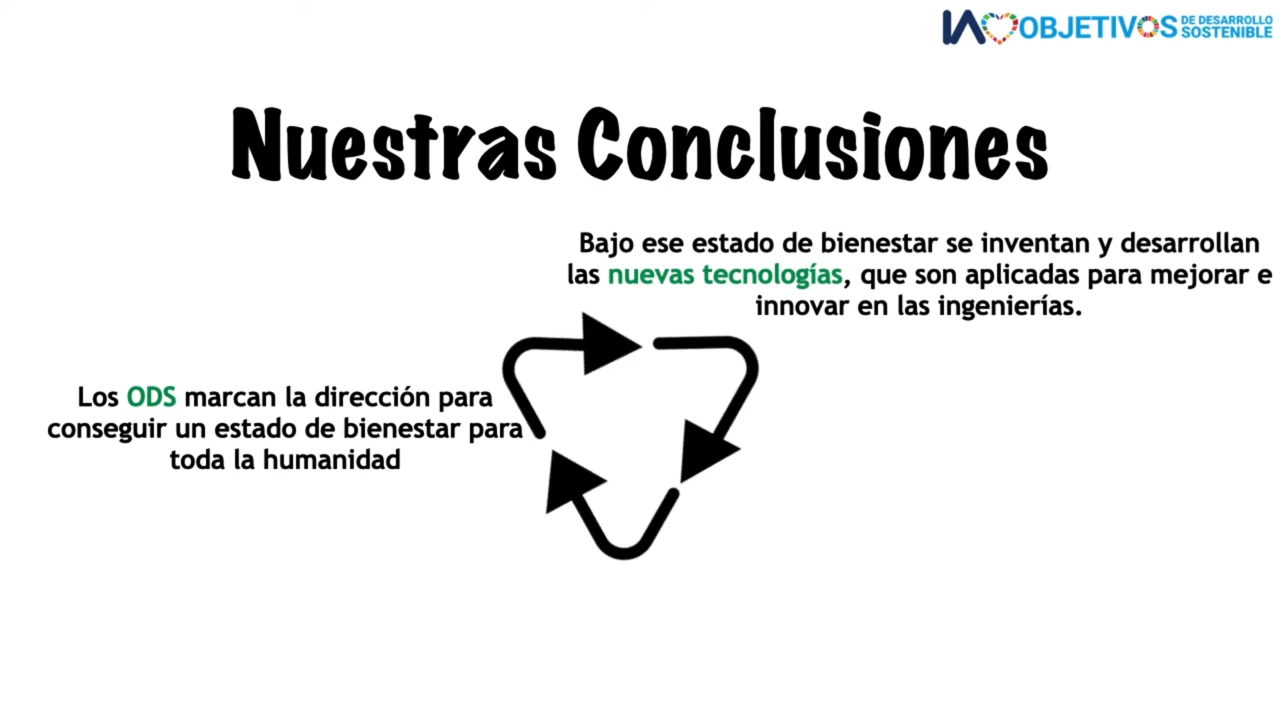 IA OBJETIVOS DE DESARROLLO
SOSTENIBLE
Nuestras Conclusiones
Bajo ese estado de bienestar se inventan y desarrollan
las nuevas tecnologías, que son aplicadas para mejorar e
innovar en las ingenierías.
Los ODS marcan la dirección para
conseguir un estado de bienestar para
toda la humanidad